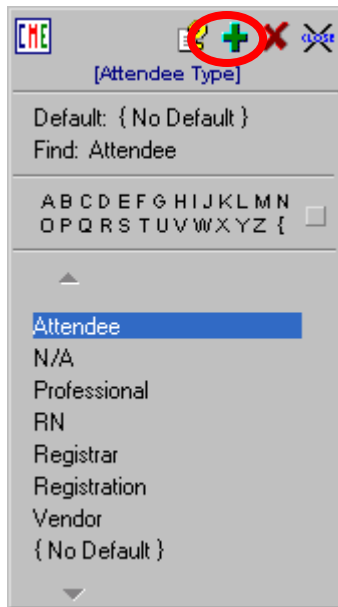 CME
CLOSE
[Attendee Type]
Default: { No Default }
Find: Attendee
A B C D E F G H I J K L M N
O P Q R S T U V W X Y Z {
Attendee
N/A
Professional
RN
Registrar
Registration
Vendor
{ No Default }